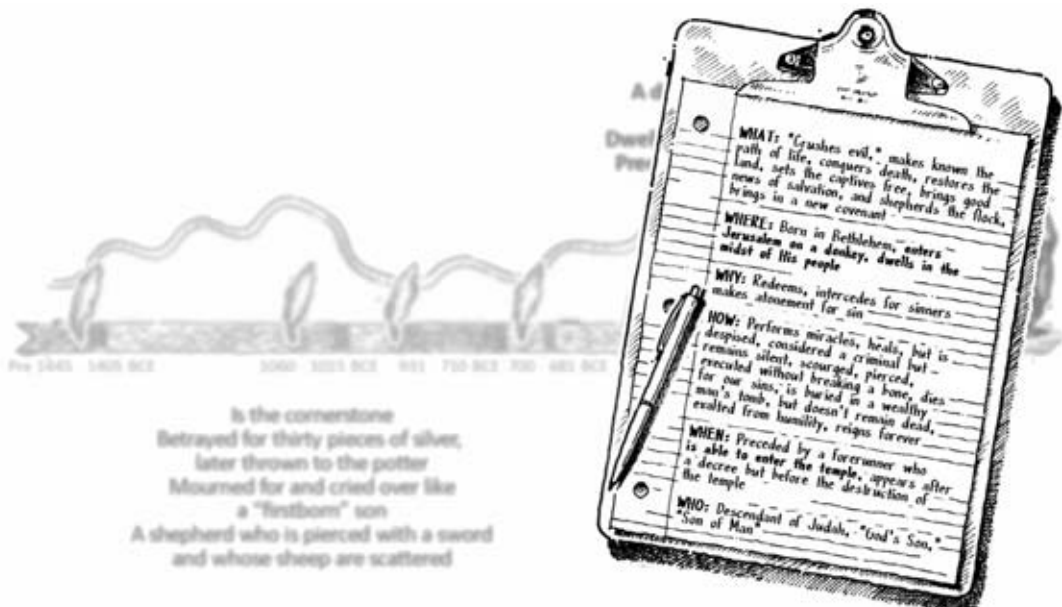 A d
Dwel
WHAT: "Crushes evil," makes known the
path of life, conquers death, restores the
land, sets the captives free, brings good
news of salvation, and shepherds the flock,
brings in a new covenant
WHERE: Born in Bethlehem, enters
Jerusalem on a donkey, dwells in the
midst of His people
WHY: Redeems, intercedes for sinners
makes atonement for sin
HOW: Performs miracles, heals, but is
despised, considered a criminal but
remains silent, scourged, pierced,
executed without breaking a bone, dies
for our sins, is buried in a wealthy
man's tomb, but doesn't remain dead,
exalted from humility, reigns forever
WHEN: Preceded by a forerunner who
is able to enter the temple, appears after
a decree but before the destruction of
the temple
WHO: Descendant of Judah, "God's Son,"
"Son of Man"
Pre 1445 1405 BCE 1060 1015 BCE 931 710 BCE 700 681 BCE
Is the cornerstone
Betrayed for thirty pieces of silver,
later thrown to the potter
Mourned for and cried over like
a "firstborn" son
A shepherd who is pierced with a sword
and whose sheep are scattered